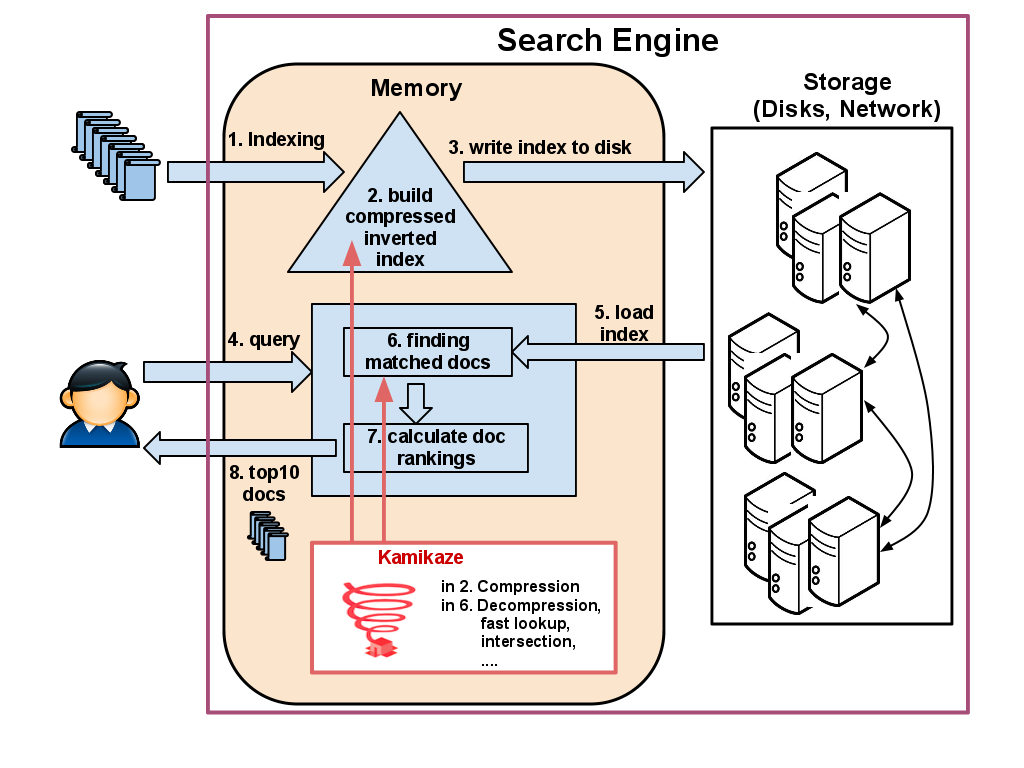 Search Engine
Memory
Storage
(Disks, Network)
1. Indexing
3. write index to disk
2. build
compressed
inverted
index
4. query
5. load
index
6. finding
matched docs
7. calculate doc
rankings
8. top10
docs
Kamikaze
in 2. Compression
in 6. Decompression,
fast lookup,
intersection,
....